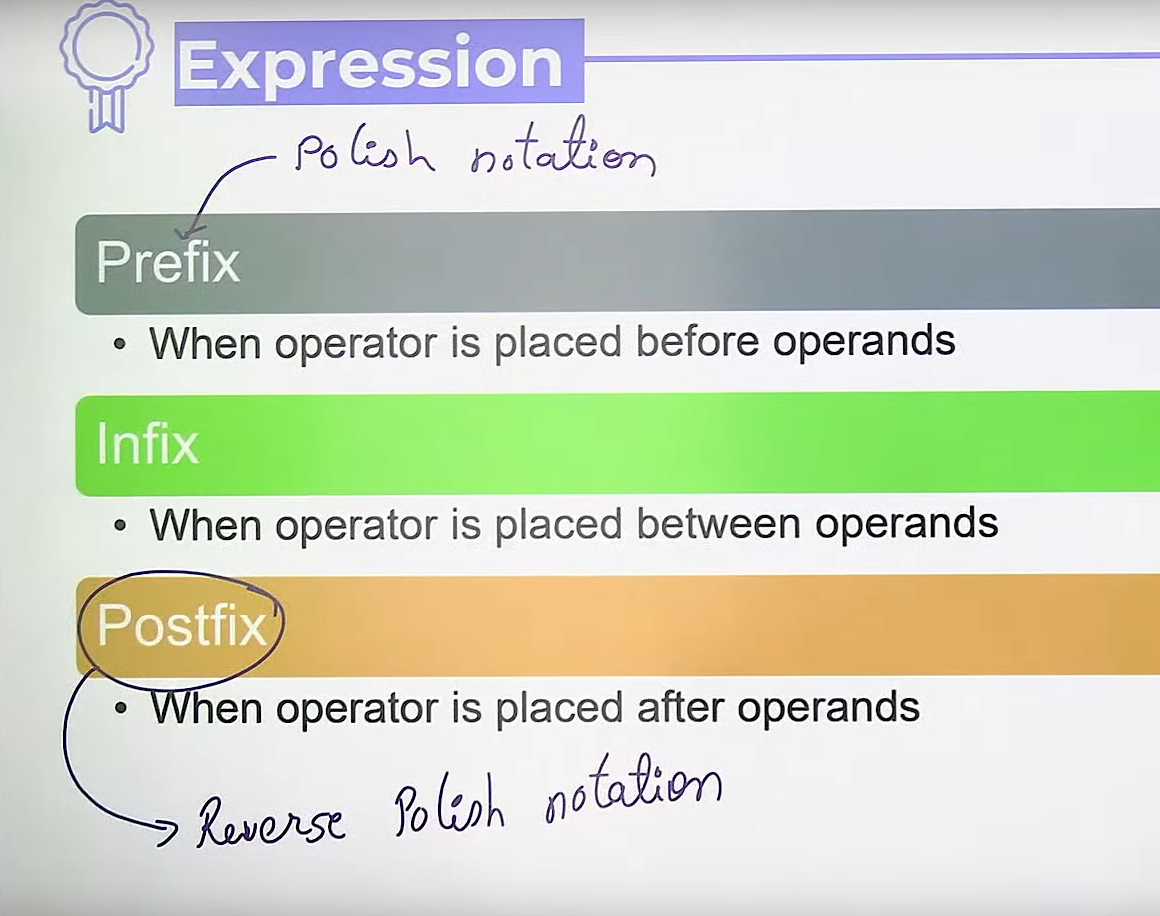 Expression
Polish notation
Prefix
• When operator is placed before operands
Infix
• When operator is placed between operands
Postfix
• When operator is placed after operands
Reverse Polish notation